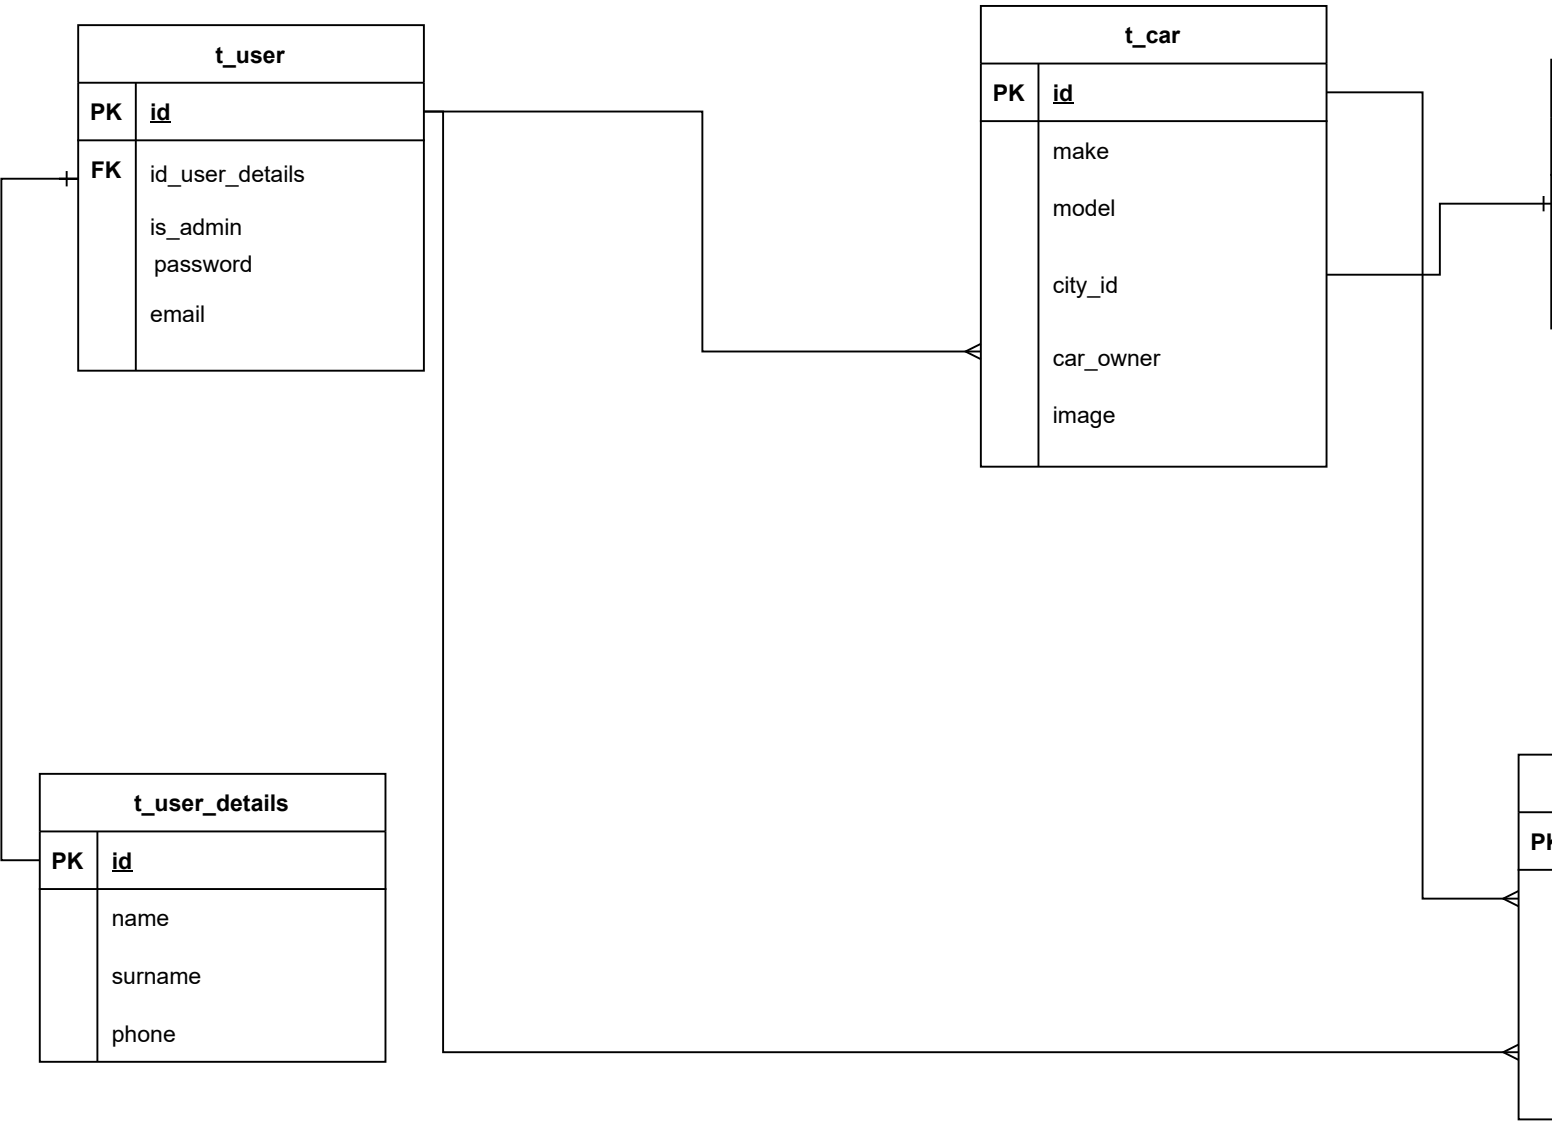 t_user
PK id
FK id_user_details
is_admin
password
email
t_car
PK id
make
model
city_id
car_owner
image
t_user_details
PK id
name
surname
phone